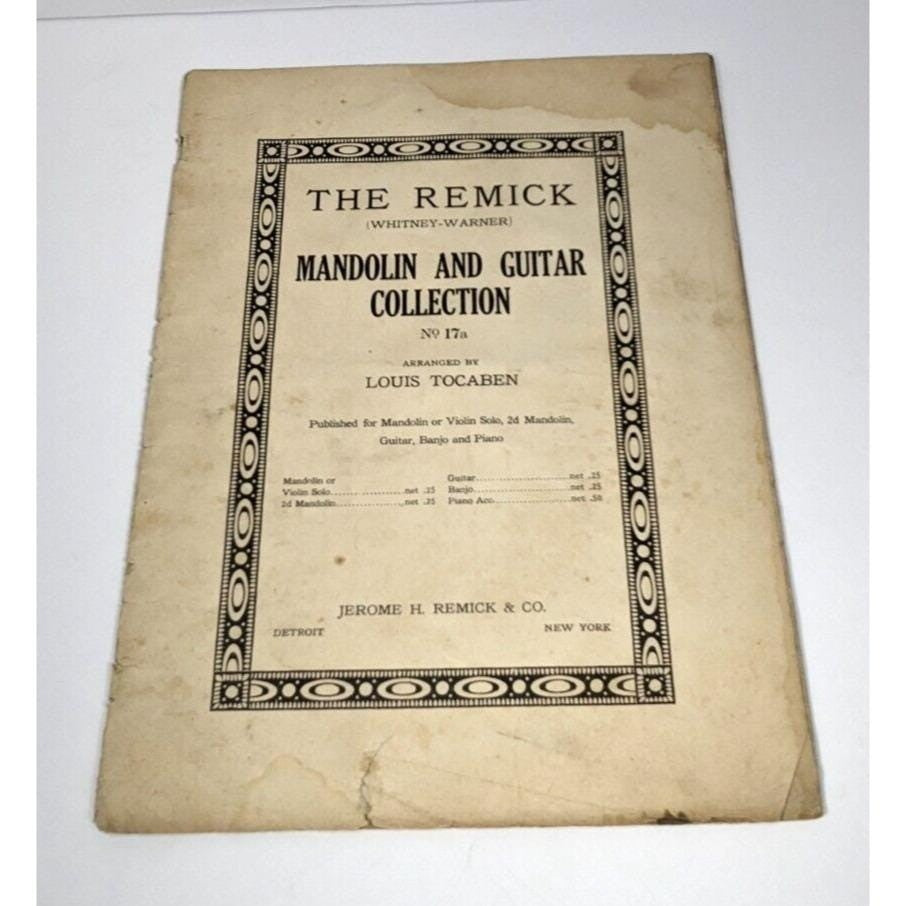 THE REMICK
(WHITNEY-WARNER)
MANDOLIN AND GUITAR
COLLECTION
No 17a
ARRANGED BY
LOUIS TOCABEN
Published for Mandolin or Violin Solo, 2d Mandolin,
Guitar, Banjo and Piano
Mandolin or
Violin Solo.....................net .25
2d Mandolin.................net .25
Guitar........................net .25
Banjo.........................net .25
Piano Acc...................net .50
JEROME H. REMICK & CO.
DETROIT NEW YORK